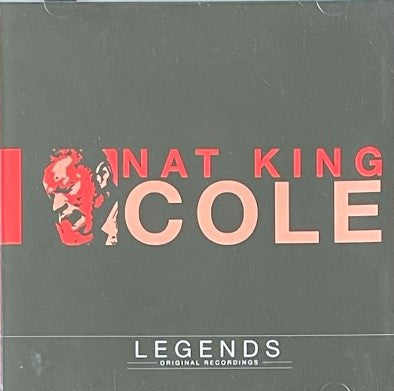 NAT KING
COLE
LEGENDS
ORIGINAL RECORDINGS